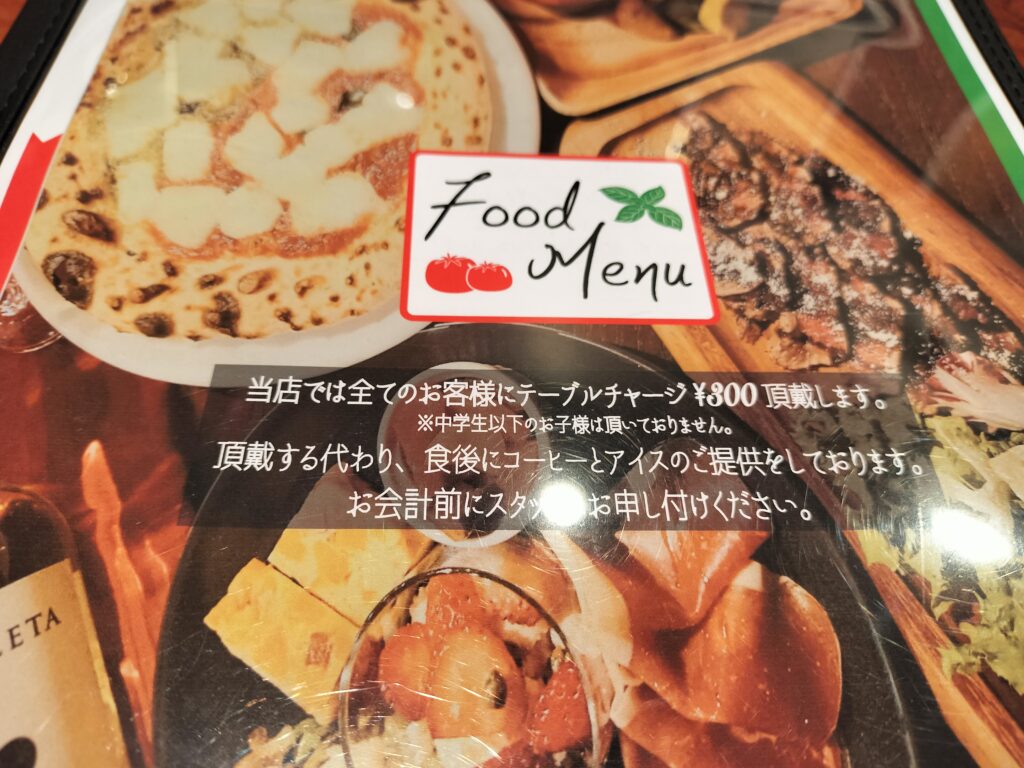 Food
Menu
当店では全てのお客様にテーブルチャージ¥300頂戴します。
※中学生以下のお子様は頂いておりません。
頂戴する代わり、食後にコーヒーとアイスのご提供をしております。
お会計前にスタッ お申し付けください。
LETA